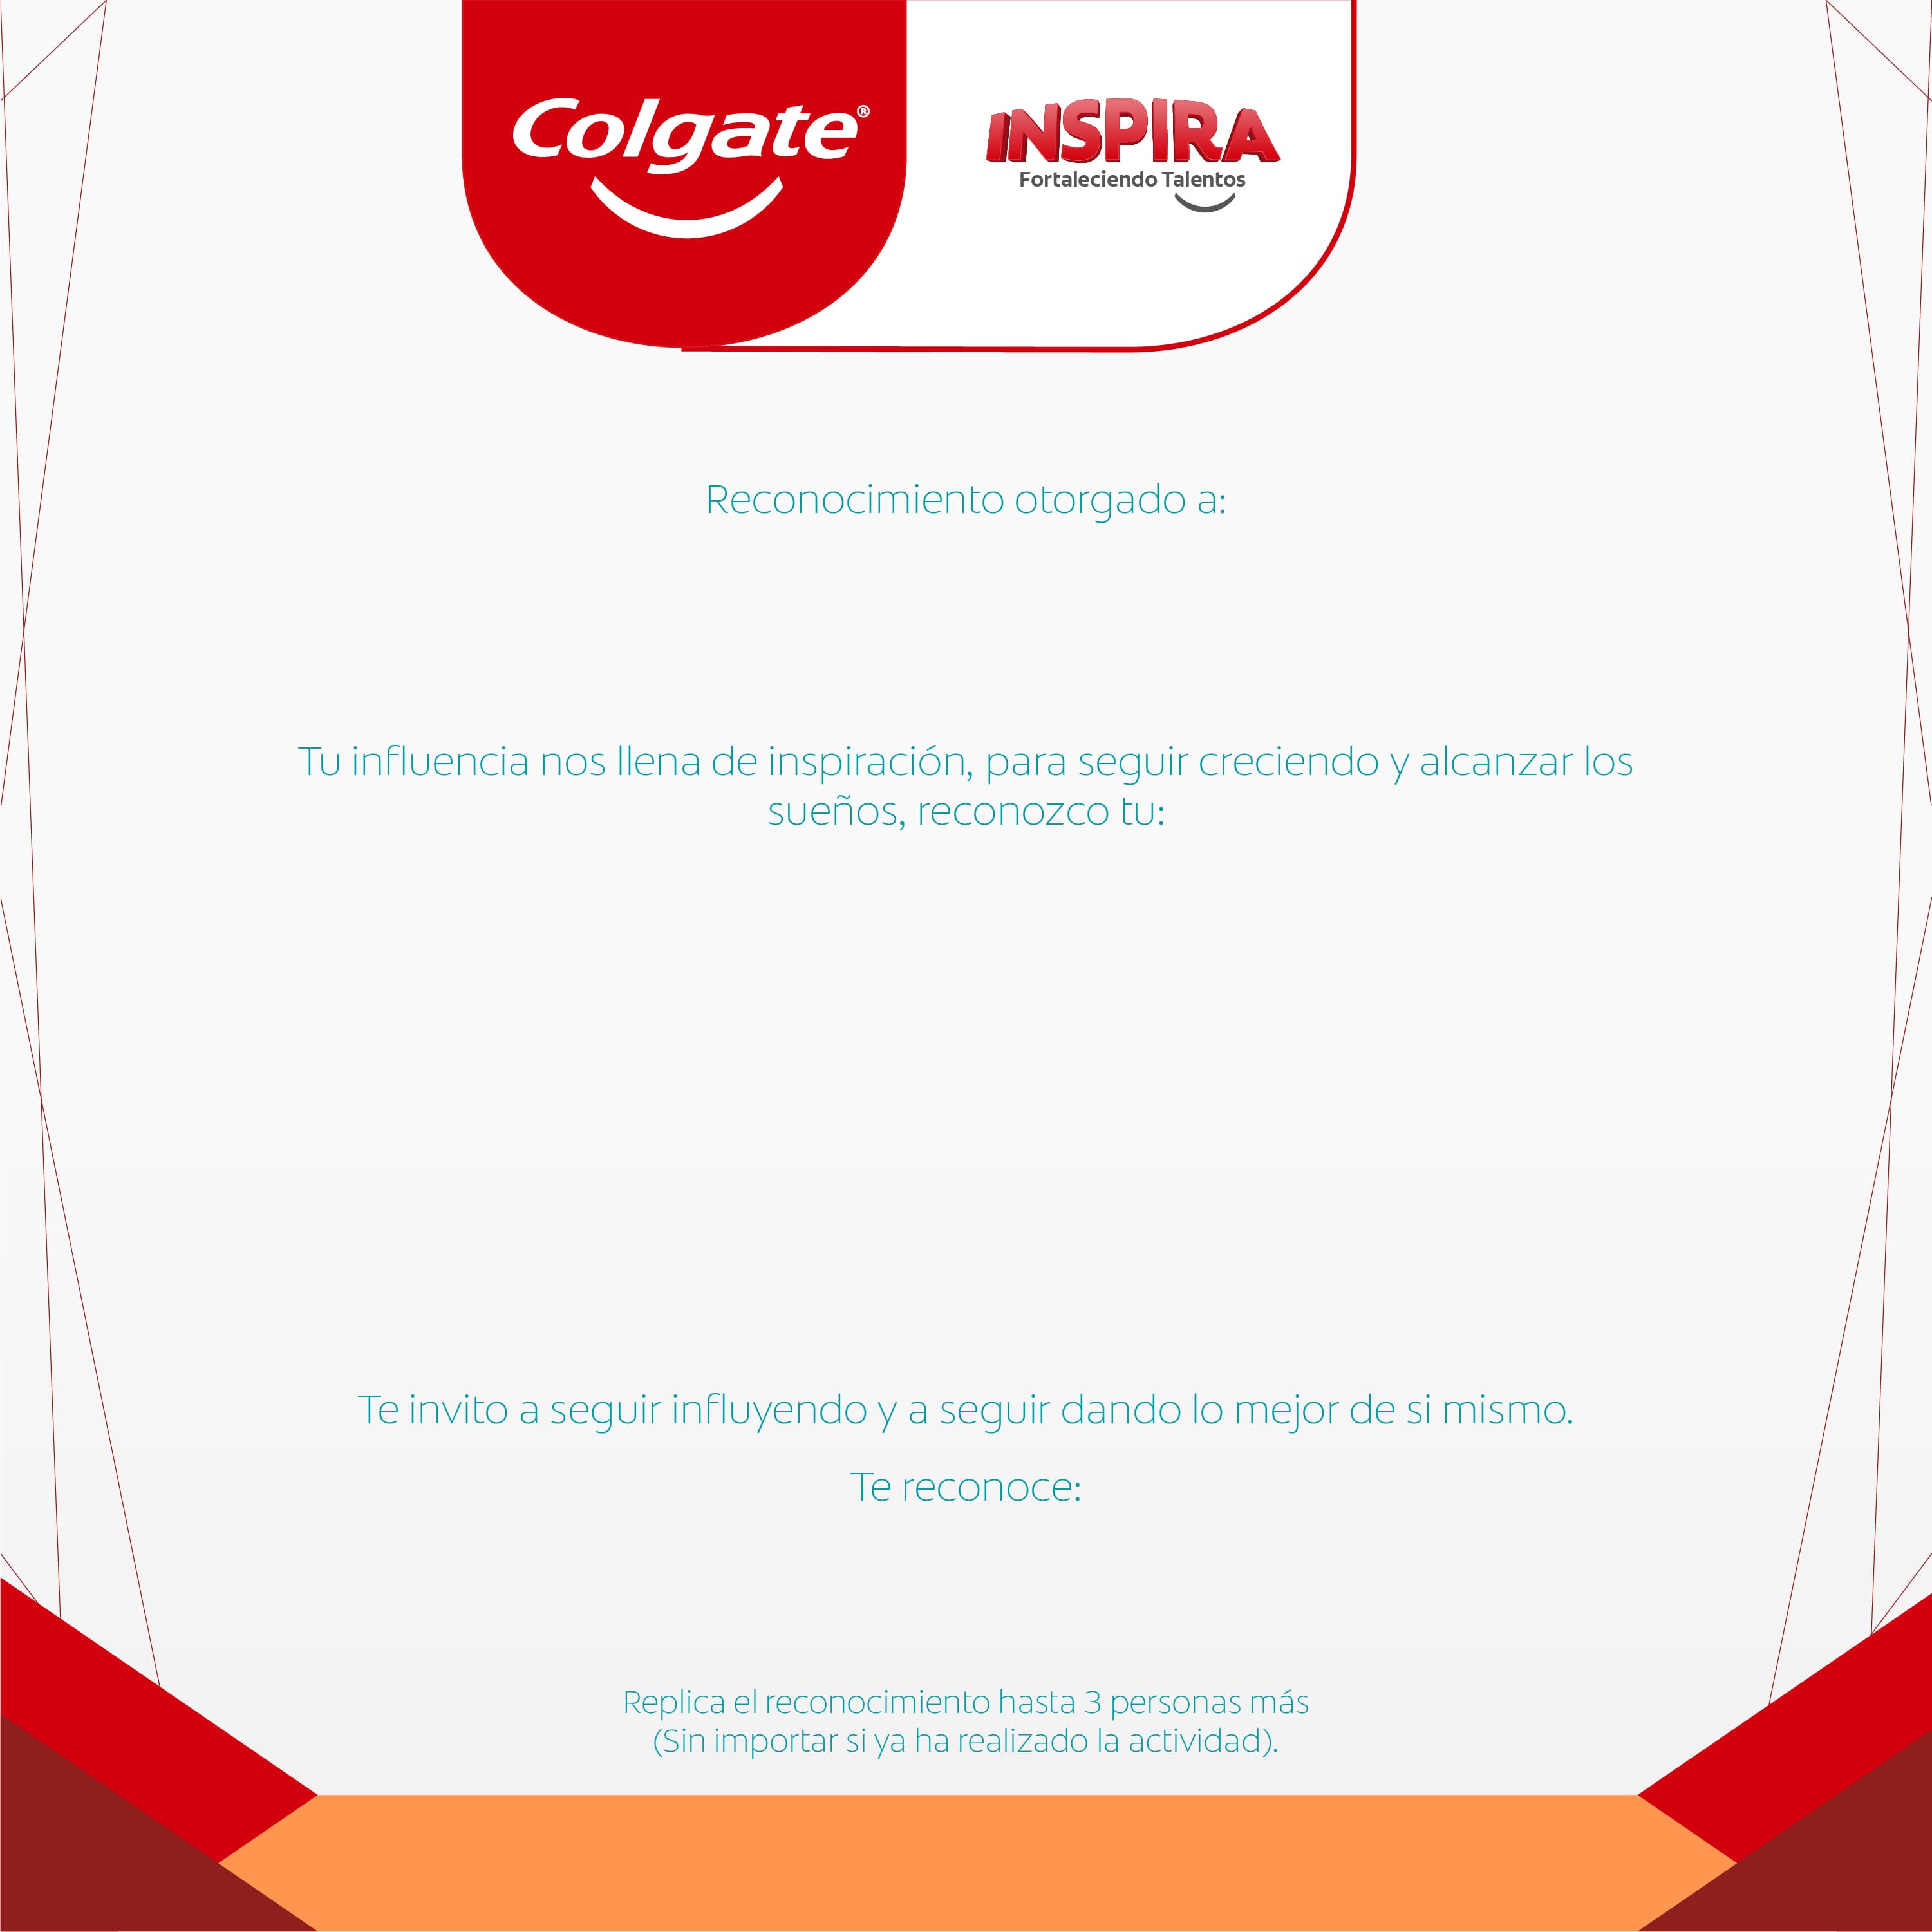 Colgate®
INSPIRA
Fortaleciendo Talentos
Reconocimiento otorgado a:
Tu influencia nos llena de inspiración, para seguir creciendo y alcanzar los
sueños, reconozco tu:
Te invito a seguir influyendo y a seguir dando lo mejor de si mismo.
Te reconoce:
Replica el reconocimiento hasta 3 personas más
(Sin importar si ya ha realizado la actividad).